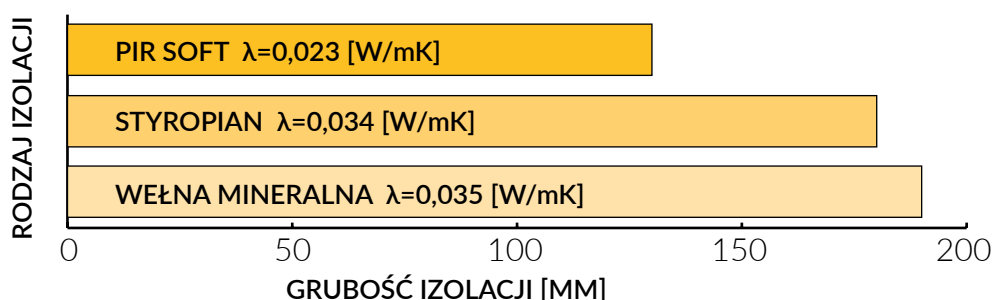 RODZAJ IZOLACJI
PIR SOFT λ=0,023 [W/mK]
STYROPIAN λ=0,034 [W/mK]
WEŁNA MINERALNA λ=0,035 [W/mK]
0 50 100 150 200
GRUBOŚĆ IZOLACJI [MM]